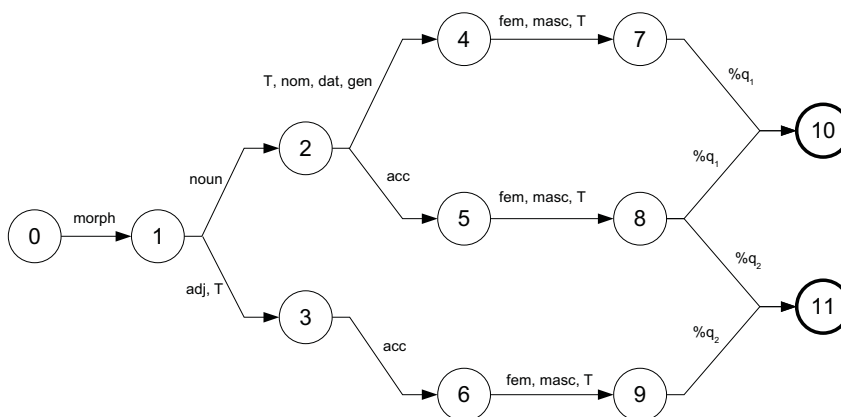 fem, masc, T
4
7
%q1
T, nom, dat, gen
10
2
noun
acc
fem, masc, T
%q1
morph
0
1
5
8
%q2
adj, T
3
11
acc
%q2
fem, masc, T
6
9